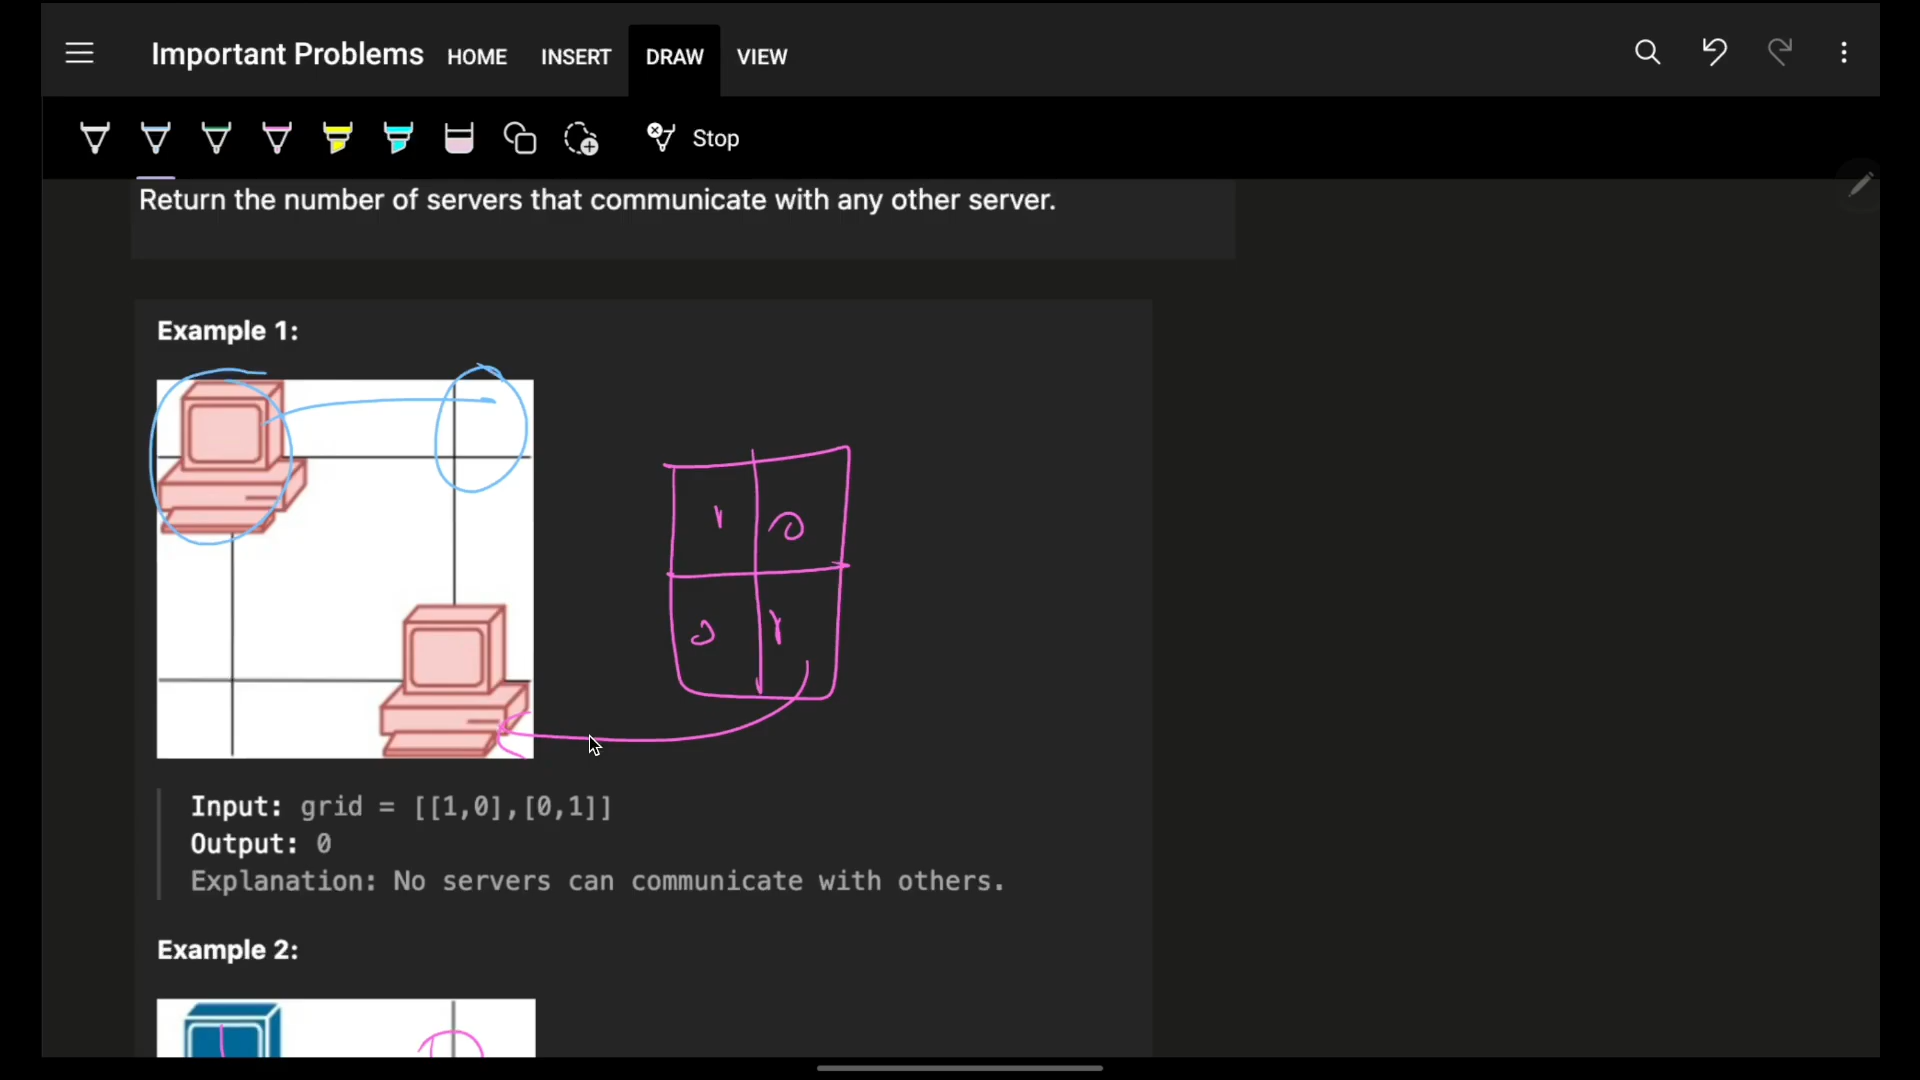 Important Problems HOME INSERT DRAW VIEW
Stop
Return the number of servers that communicate with any other server.
Example 1:
1 0
0 1
Input: grid = [[1,0],[0,1]]
Output: 0
Explanation: No servers can communicate with others.
Example 2: